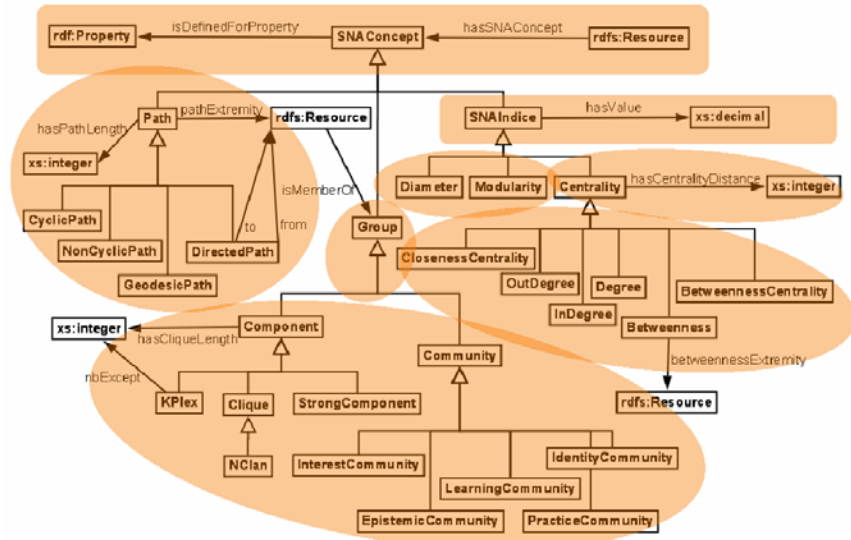 isDefinedForProperty
hasSNAConcept
rdf:Property
SNAConcept
rdfs:Resource
Path
pathExtremity
rdfs:Resource
SNAIndice
hasValue
xs:decimal
hasPathLength
xs:integer
isMemberOf
Diameter
Modularity
Centrality
hasCentralityDistance
xs:integer
CyclicPath
to
from
NonCyclicPath
DirectedPath
Group
ClosenessCentrality
GeodesicPath
OutDegree
Degree
BetweennessCentrality
InDegree
xs:integer
Component
Betweenness
hasCliqueLength
Community
betweennessExtremity
nbExcept
KPlex
Clique
StrongComponent
rdfs:Resource
NClan
InterestCommunity
IdentityCommunity
LearningCommunity
EpistemicCommunity
PracticeCommunity